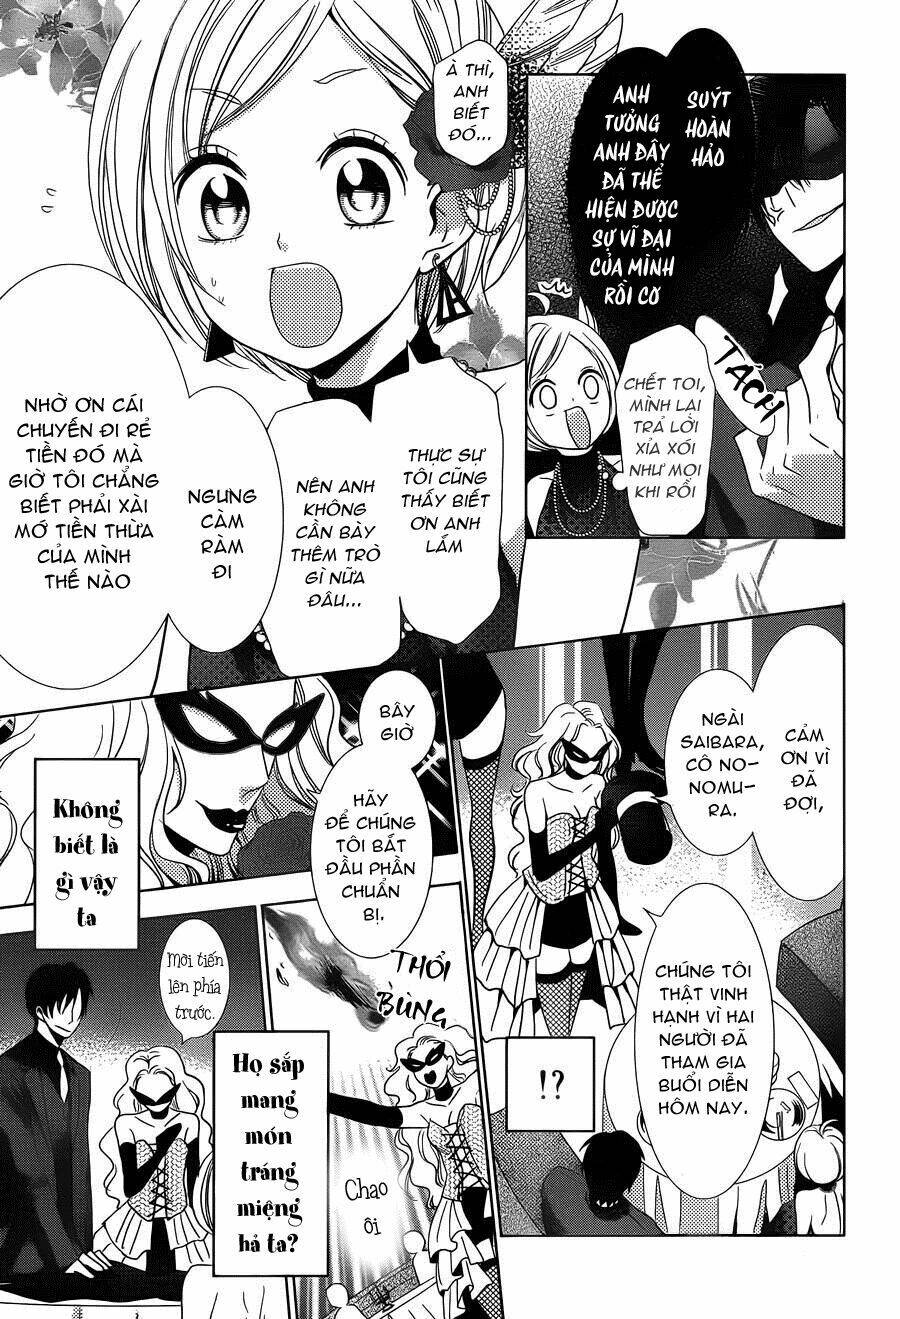 SUÝT
HOÀN
HẢO
ANH
TƯỞNG
ANH ĐÂY
ĐÃ THỂ
HIỆN ĐƯỢC
SỰ VĨ ĐẠI
CỦA MÌNH
RỒI CƠ
TÁCH
CHẾT TOI,
MÌNH LẠI
TRẢ LỜI
XỈA XÓI
NHƯ MỌI
KHI RỒI
À THÌ,
ANH
BIẾT
ĐÓ...
THỰC SỰ
TÔI CŨNG
THẤY BIẾT
ƠN ANH
LẮM
NÊN ANH
KHÔNG
CẦN BÀY
THÊM TRÒ
GÌ NỮA
ĐÂU...
NGƯNG
CÀM
RÀM
ĐI
NHỜ ƠN CÁI
CHUYẾN ĐI RẺ
TIỀN ĐÓ MÀ
GIỜ TÔI CHẲNG
BIẾT PHẢI XÀI
MỚ TIỀN THỪA
CỦA MÌNH
THẾ NÀO
CẢM
ƠN VÌ
ĐÃ
ĐỢI,
NGÀI
SAIBARA,
CÔ NO-
NOMU-
RA.
CHÚNG TÔI
THẬT VINH
HẠNH VÌ HAI
NGƯỜI ĐÃ
THAM GIA
BUỔI DIỄN
HÔM NAY.
!?
BÂY
GIỜ
HÃY
ĐỂ CHÚNG
TÔI BẮT
ĐẦU PHẦN
CHUẨN
BỊ.
Không
biết là
gì vậy
ta
THỔI
BÙNG
Chao
ôi
Họ sắp
mang
món
tráng
miệng
hả ta?
Mời tiến
lên phía
trước.